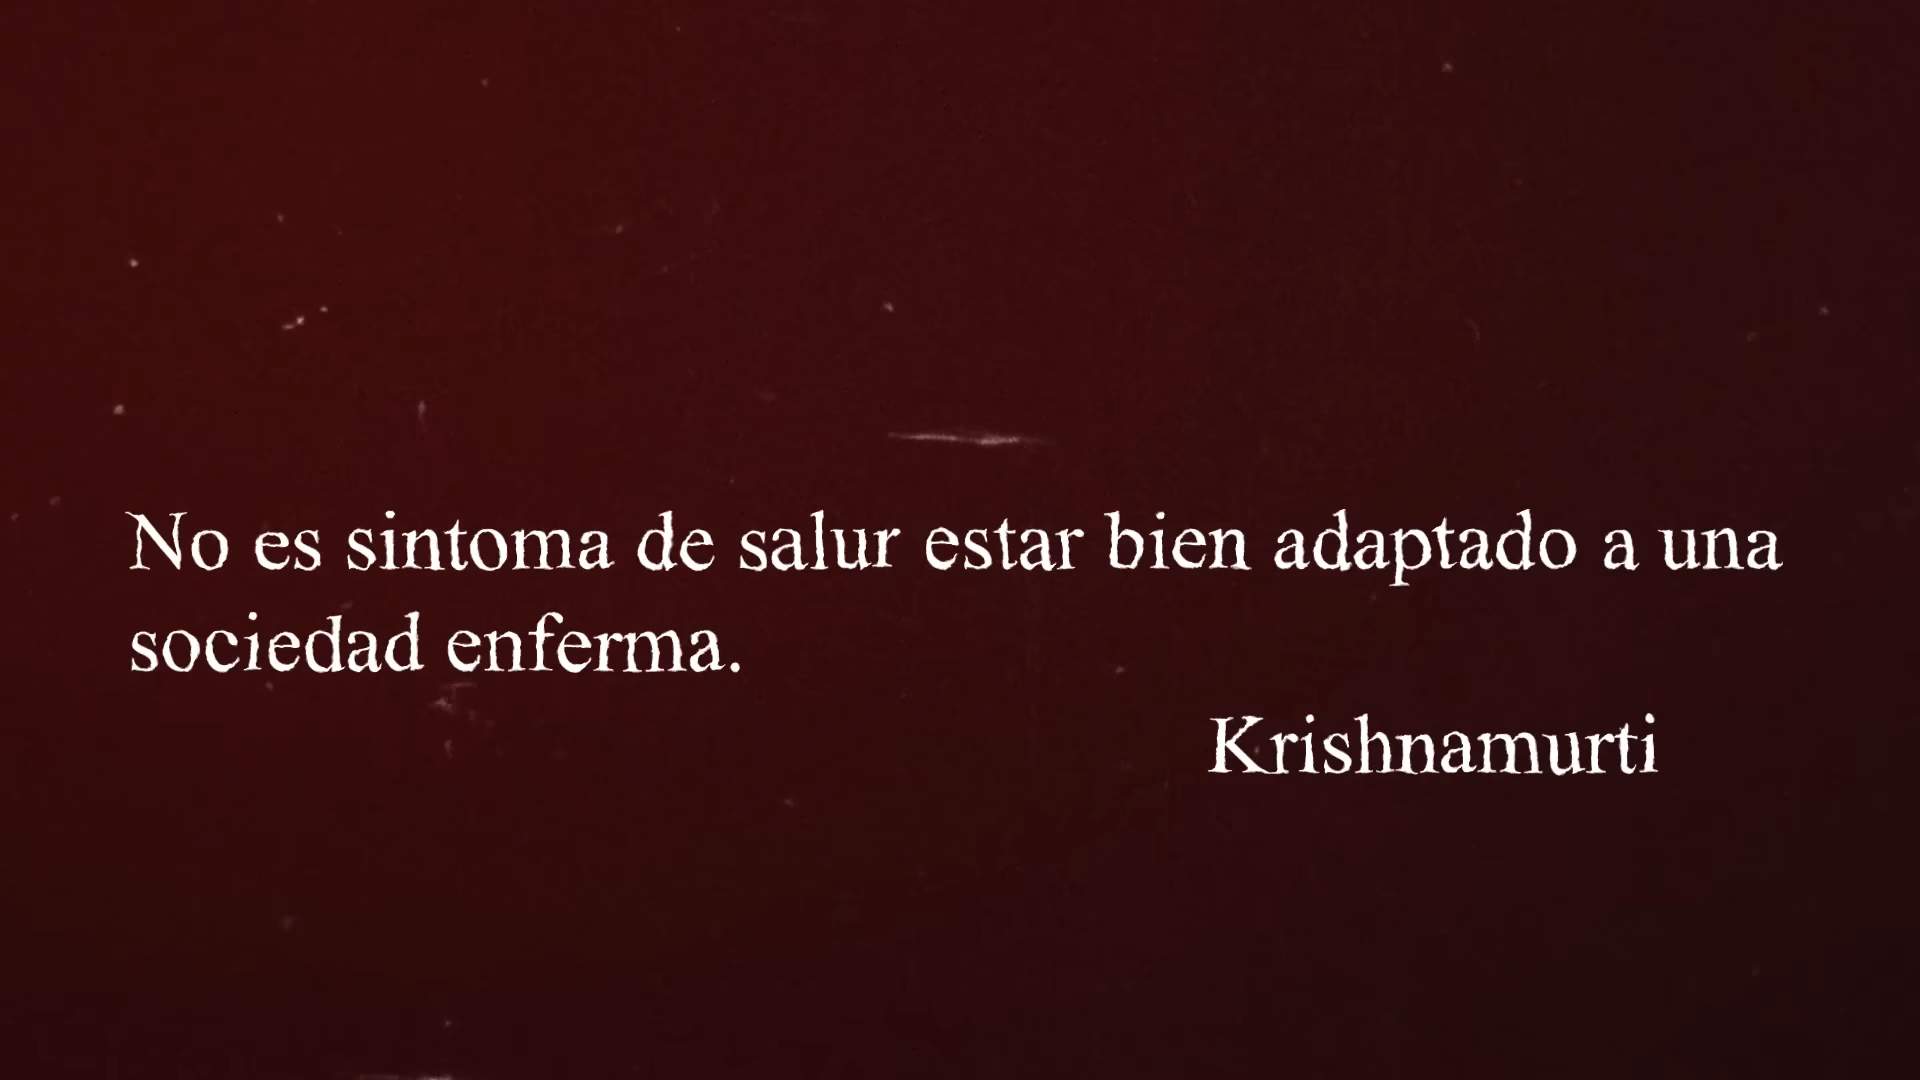 No es sintoma de salur estar bien adaptado a una
sociedad enferma.
Krishnamurti